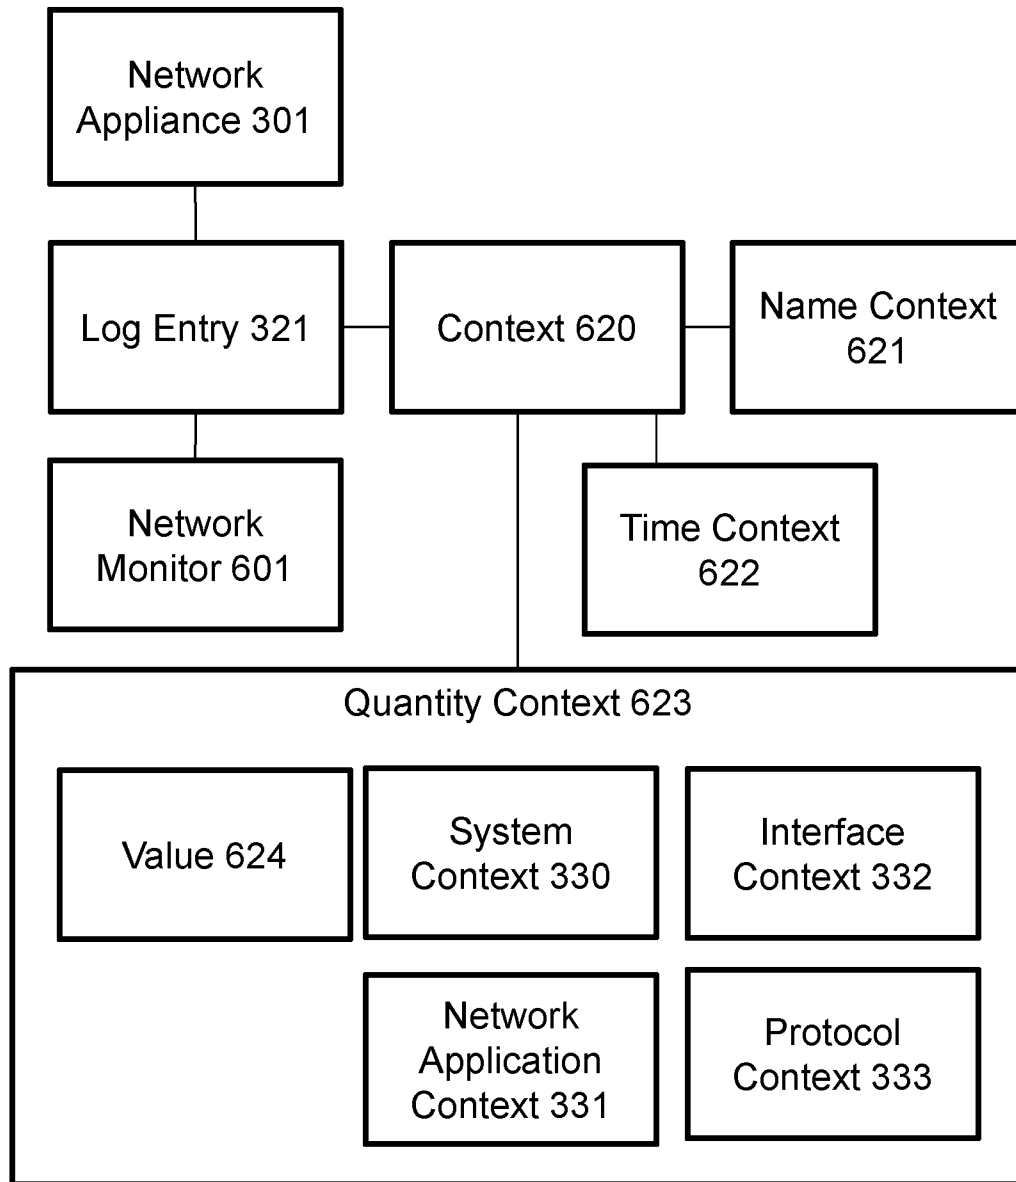 Network
Appliance 301
Log Entry 321
Context 620
Name Context
621
Network
Monitor 601
Time Context
622
Quantity Context 623
Value 624
System
Context 330
Interface
Context 332
Network
Application
Context 331
Protocol
Context 333